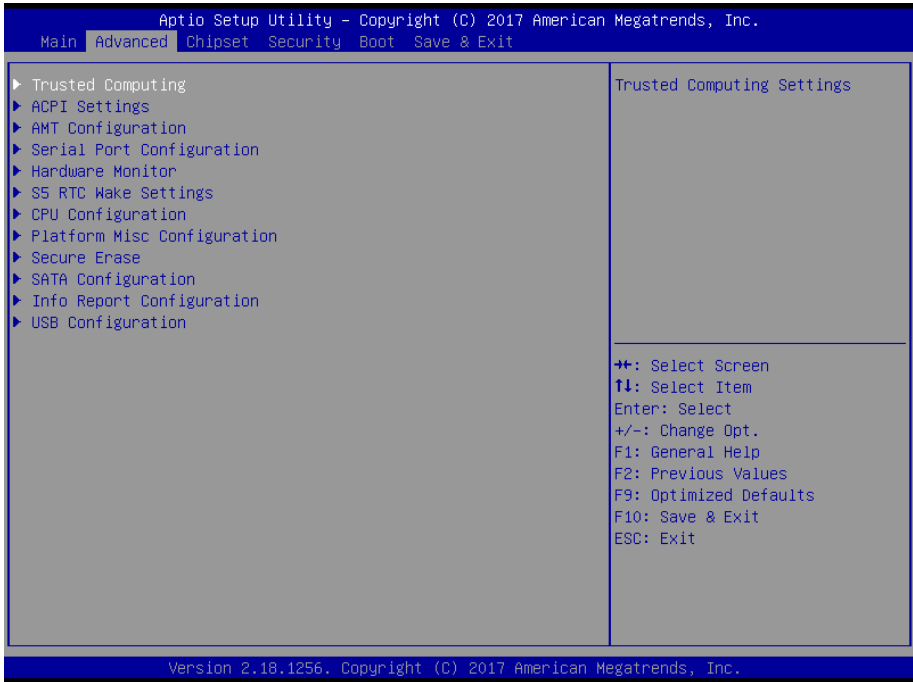 Aptio Setup Utility – Copyright (C) 2017 American Megatrends, Inc.
Main Advanced Chipset Security Boot Save & Exit
Trusted Computing
ACPI Settings
AMT Configuration
Serial Port Configuration
Hardware Monitor
S5 RTC Wake Settings
CPU Configuration
Platform Misc Configuration
Secure Erase
SATA Configuration
Info Report Configuration
USB Configuration
Trusted Computing Settings
→←: Select Screen
↑↓: Select Item
Enter: Select
+/-: Change Opt.
F1: General Help
F2: Previous Values
F9: Optimized Defaults
F10: Save & Exit
ESC: Exit
Version 2.18.1256. Copyright (C) 2017 American Megatrends, Inc.